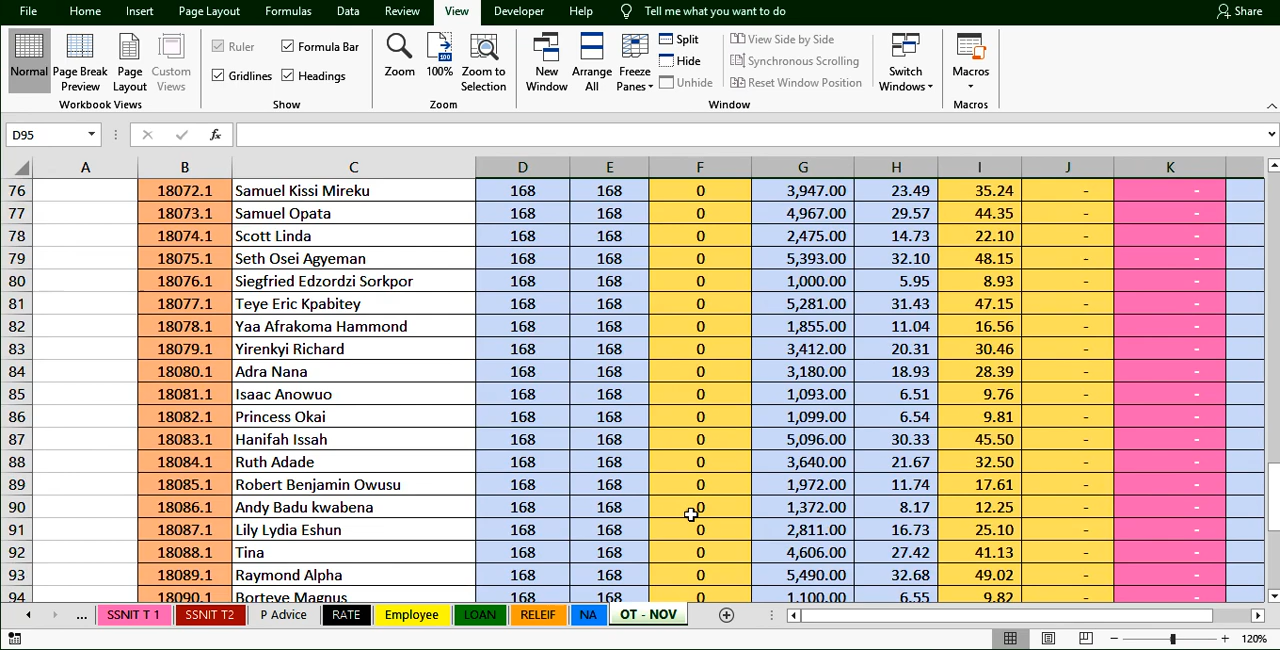 File Home Insert Page Layout Formulas Data Review View Developer Help Tell me what you want to do Share
Normal Page Break Preview Page Layout Custom Views
Workbook Views
Ruler Formula Bar
Gridlines Headings
Show
Zoom 100% Zoom to Selection
Zoom
New Window Arrange All Freeze Panes
Split
Hide
Unhide
View Side by Side
Synchronous Scrolling
Reset Window Position
Window
Switch Windows
Macros
Macros
D95 fx
A B C D E F G H I J K
76 18072.1 Samuel Kissi Mireku 168 168 0 3,947.00 23.49 35.24 - -
77 18073.1 Samuel Opata 168 168 0 4,967.00 29.57 44.35 - -
78 18074.1 Scott Linda 168 168 0 2,475.00 14.73 22.10 - -
79 18075.1 Seth Osei Agyeman 168 168 0 5,393.00 32.10 48.15 - -
80 18076.1 Siegfried Edzordzi Sorkpor 168 168 0 1,000.00 5.95 8.93 - -
81 18077.1 Teye Eric Kpabitey 168 168 0 5,281.00 31.43 47.15 - -
82 18078.1 Yaa Afrakoma Hammond 168 168 0 1,855.00 11.04 16.56 - -
83 18079.1 Yirenkyi Richard 168 168 0 3,412.00 20.31 30.46 - -
84 18080.1 Adra Nana 168 168 0 3,180.00 18.93 28.39 - -
85 18081.1 Isaac Anowuo 168 168 0 1,093.00 6.51 9.76 - -
86 18082.1 Princess Okai 168 168 0 1,099.00 6.54 9.81 - -
87 18083.1 Hanifah Issah 168 168 0 5,096.00 30.33 45.50 - -
88 18084.1 Ruth Adade 168 168 0 3,640.00 21.67 32.50 - -
89 18085.1 Robert Benjamin Owusu 168 168 0 1,972.00 11.74 17.61 - -
90 18086.1 Andy Badu kwabena 168 168 0 1,372.00 8.17 12.25 - -
91 18087.1 Lily Lydia Eshun 168 168 0 2,811.00 16.73 25.10 - -
92 18088.1 Tina 168 168 0 4,606.00 27.42 41.13 - -
93 18089.1 Raymond Alpha 168 168 0 5,490.00 32.68 49.02 - -
94 18090.1 Borteye Magnus 168 168 0 1,100.00 6.55 9.82 - -
... SSNIT T 1 SSNIT T2 P Advice RATE Employee LOAN RELEIF NA OT - NOV
120%